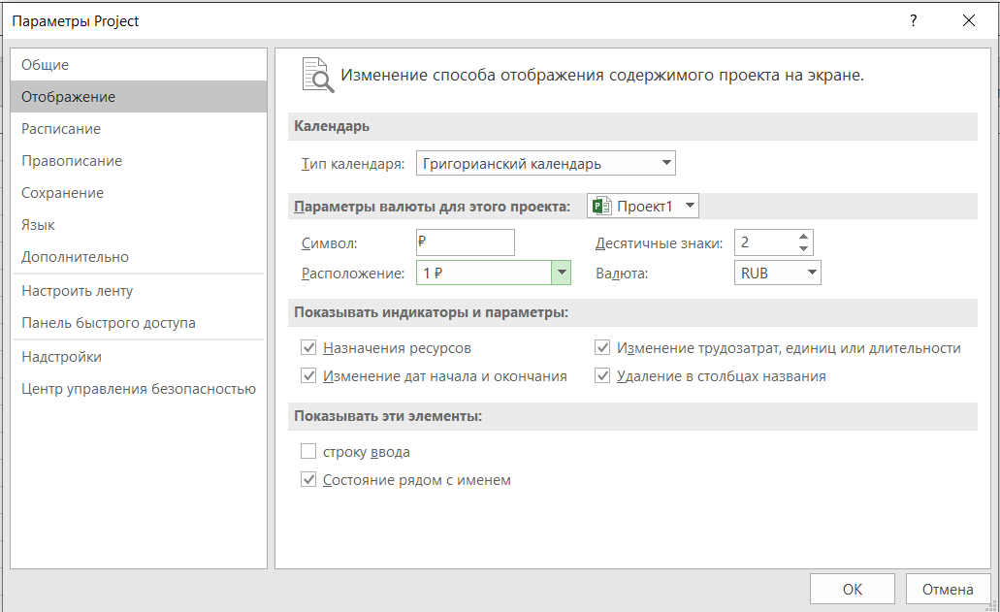 Параметры Project
?
Общие
Отображение
Расписание
Правописание
Сохранение
Язык
Дополнительно
Настроить ленту
Панель быстрого доступа
Надстройки
Центр управления безопасностью
Изменение способа отображения содержимого проекта на экране.
Календарь
Тип календаря: Григорианский календарь
Параметры валюты для этого проекта: Проект1
Символ: ₽ Десятичные знаки: 2
Расположение: 1 ₽ Валюта: RUB
Показывать индикаторы и параметры:
Назначения ресурсов Изменение трудозатрат, единиц или длительности
Изменение дат начала и окончания Удаление в столбцах названия
Показывать эти элементы:
строку ввода
Состояние рядом с именем
ОК Отмена